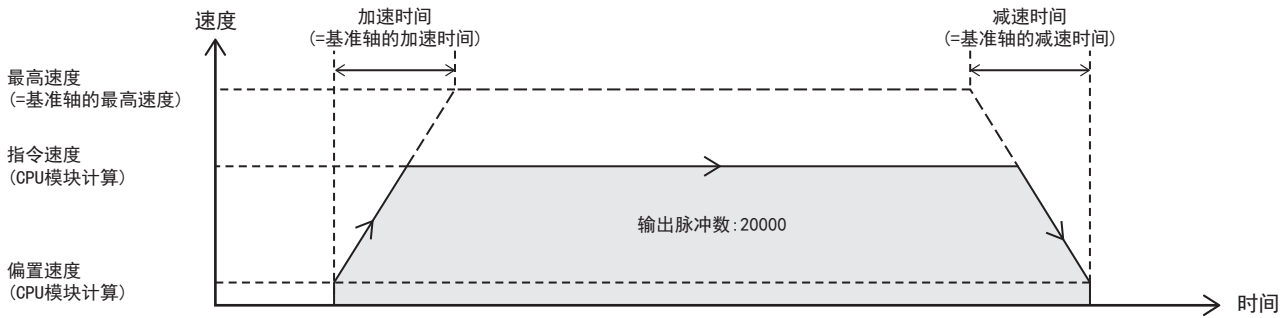 速度
加速时间
(=基准轴的加速时间)
减速时间
(=基准轴的减速时间)
最高速度
(=基准轴的最高速度)
指令速度
(CPU模块计算)
输出脉冲数:20000
偏置速度
(CPU模块计算)
时间